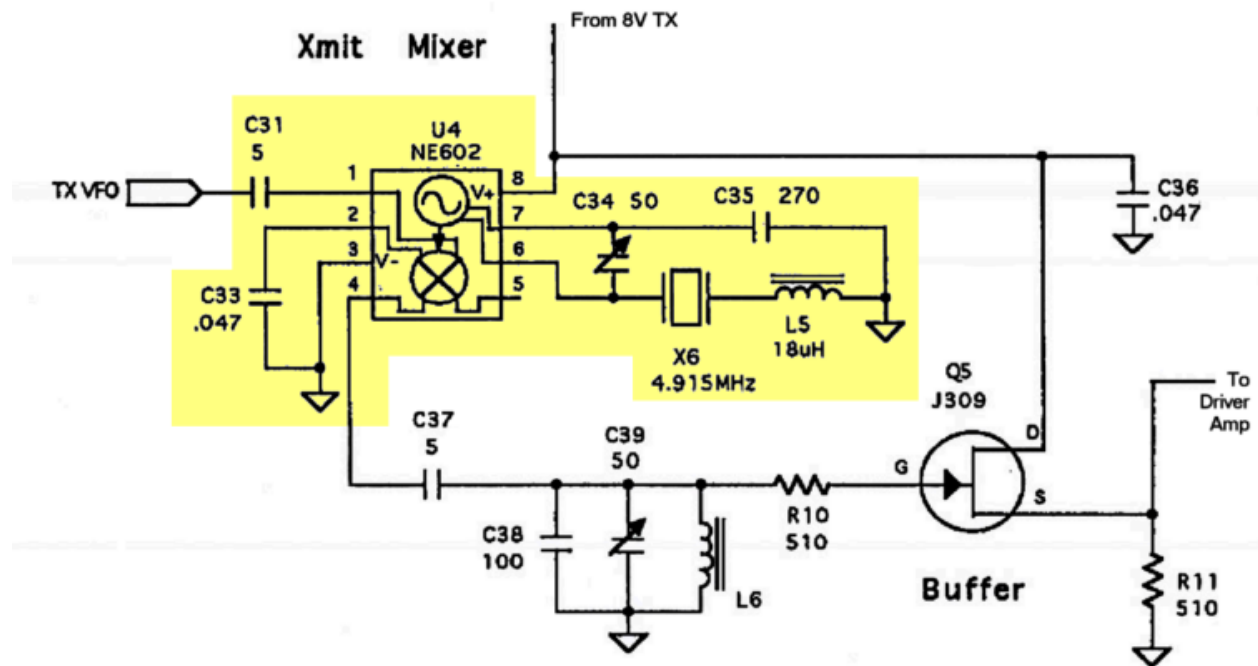 From 8V TX
Xmit Mixer
C31
5
U4
NE602
TX VFO
1
2
3
4
V+
V-
8
7
6
5
C34 50
C35 270
C36
.047
C33
.047
X6
4.915MHz
L5
18uH
Q5
J309
To
Driver
Amp
C37
5
C39
50
G
D
S
C38
100
L6
R10
510
Buffer
R11
510